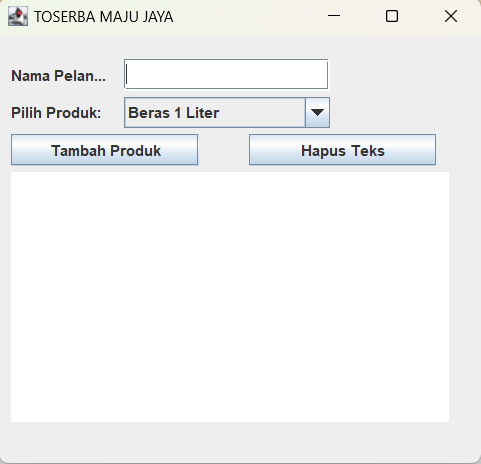 TOSERBA MAJU JAYA
Nama Pelan...
Pilih Produk: Beras 1 Liter
Tambah Produk Hapus Teks